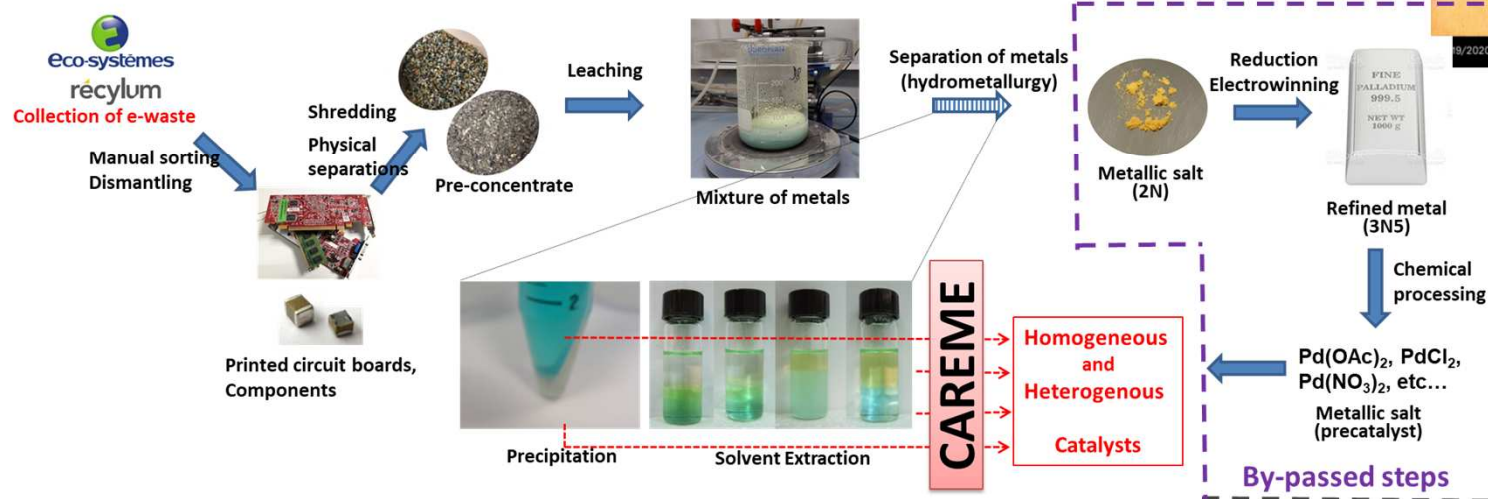 eco-systèmes
récylum
Collection of e-waste
Manual sorting
Dismantling
Printed circuit boards,
Components
Shredding
Physical
separations
Pre-concentrate
Leaching
Mixture of metals
Separation of metals
(hydrometallurgy)
Metallic salt
(2N)
Reduction
Electrowinning
19/2020
FINE
PALLADIUM
999.5
NET WT
1000 g
Refined metal
(3N5)
Chemical
processing
Pd(OAc)₂, PdCl₂,
Pd(NO₃)₂, etc…
Metallic salt
(precatalyst)
By-passed steps
Precipitation
Solvent Extraction
CAREME
Homogeneous
and
Heterogenous
Catalysts